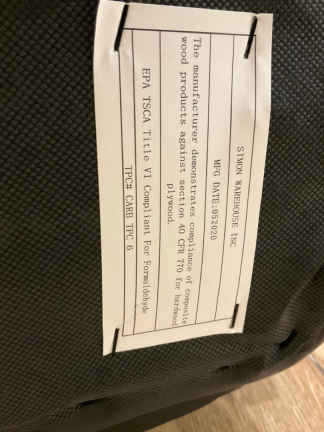 SIMON WAREHOUSE INC
MFG DATE:052020
The manufacturer demonstrates compliance of composite
wood products against section 40 CFR 770 for hardwood
plywood.
EPA TSCA Title VI Compliant For Formaldehyde
TPC# CARB TPC 6